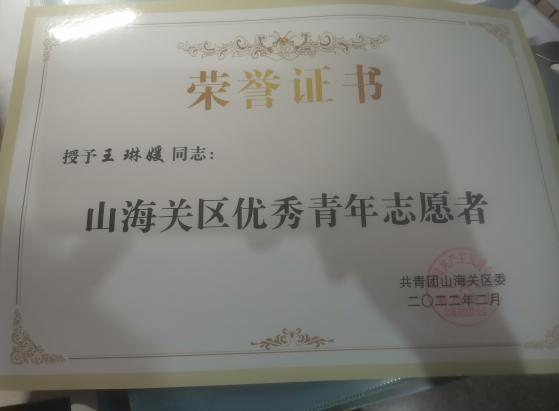 荣誉证书
授予王琳媛同志：
山海关区优秀青年志愿者
共青团山海关区委
二〇二二年二月